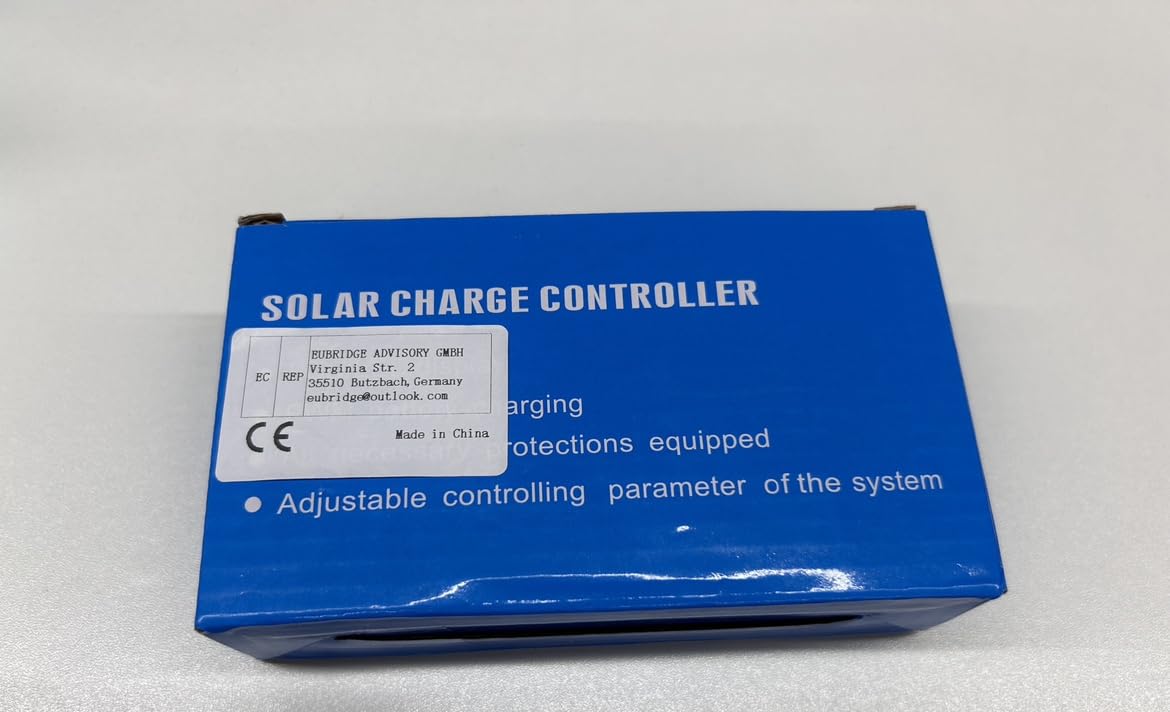 SOLAR CHARGE CONTROLLER
EC REP
EUBRIDGE ADVISORY GMBH
Virginia Str. 2
35510 Butzbach, Germany
eubridge@outlook.com
CE
Made in China
arging
necessary protections equipped
● Adjustable controlling parameter of the system